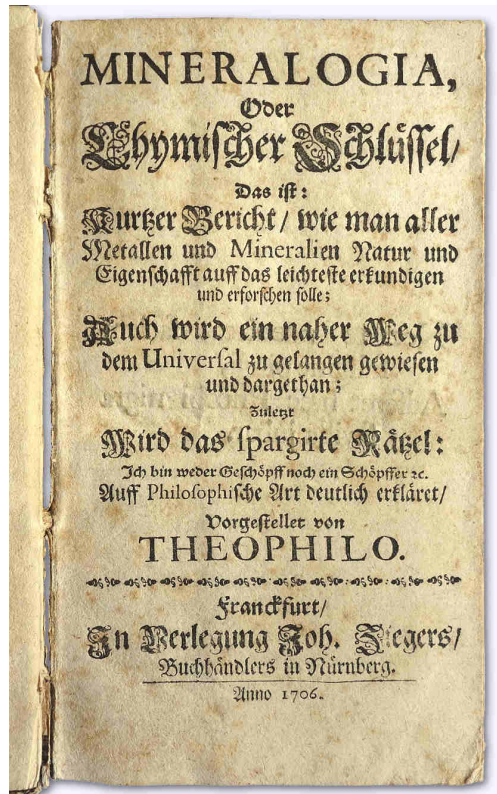 MINERALOGIA,
Oder
Chymischer Schlüssel/
Das ist:
Kurtzer Bericht/ wie man aller
Metallen und Mineralien Natur und
Eigenschafft auff das leichteste erkundigen
und erforschen solle;
Auch wird ein naher Weg zu
dem Universal zu gelangen gewiesen
und dargethan;
Zuletzt
Wird das spargirte Rätzel:
Ich bin weder Geschöpff noch ein Schöpffer ꝛc.
Auff Philosophische Art deutlich erkläret/
Vorgestellet von
THEOPHILO.
Franckfurt/
In Verlegung Joh. Ziegers/
Buchhändlers in Nürnberg.
Anno 1706.